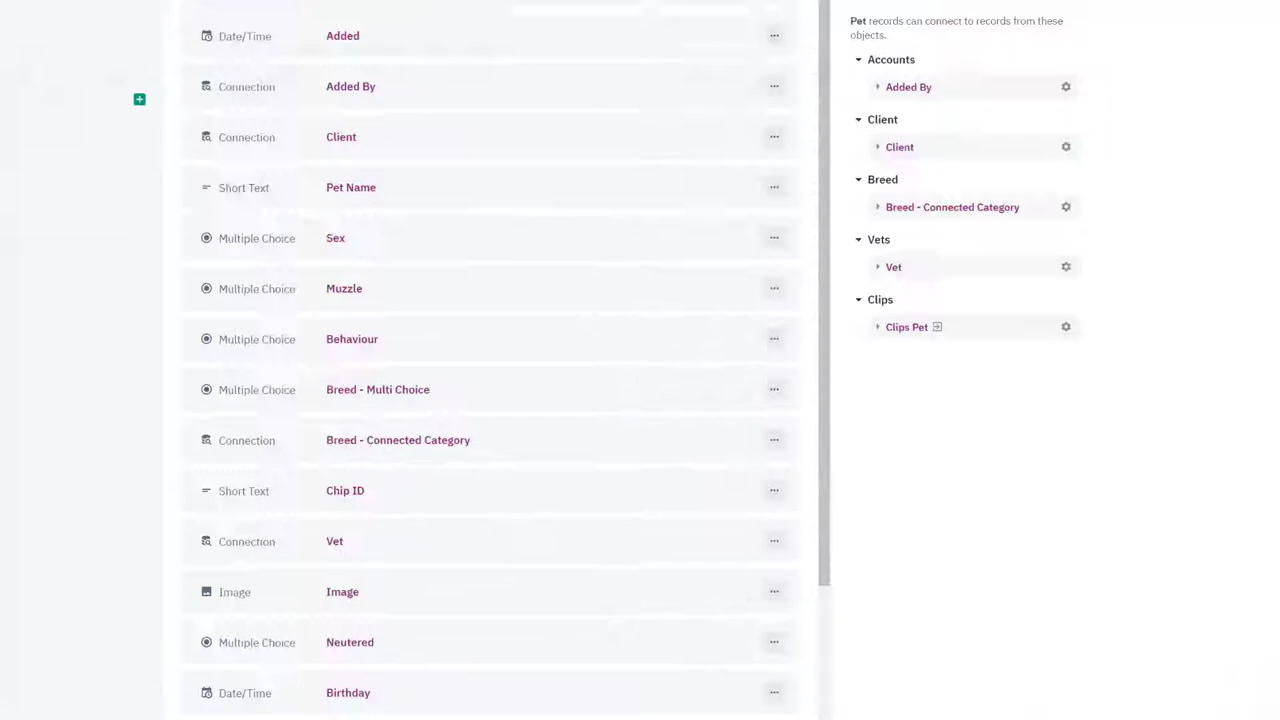 Date/Time Added
Connection Added By
Connection Client
Short Text Pet Name
Multiple Choice Sex
Multiple Choice Muzzle
Multiple Choice Behaviour
Multiple Choice Breed - Multi Choice
Connection Breed - Connected Category
Short Text Chip ID
Connection Vet
Image Image
Multiple Choice Neutered
Date/Time Birthday
Pet records can connect to records from these
objects.
Accounts
Added By
Client
Client
Breed
Breed - Connected Category
Vets
Vet
Clips
Clips Pet